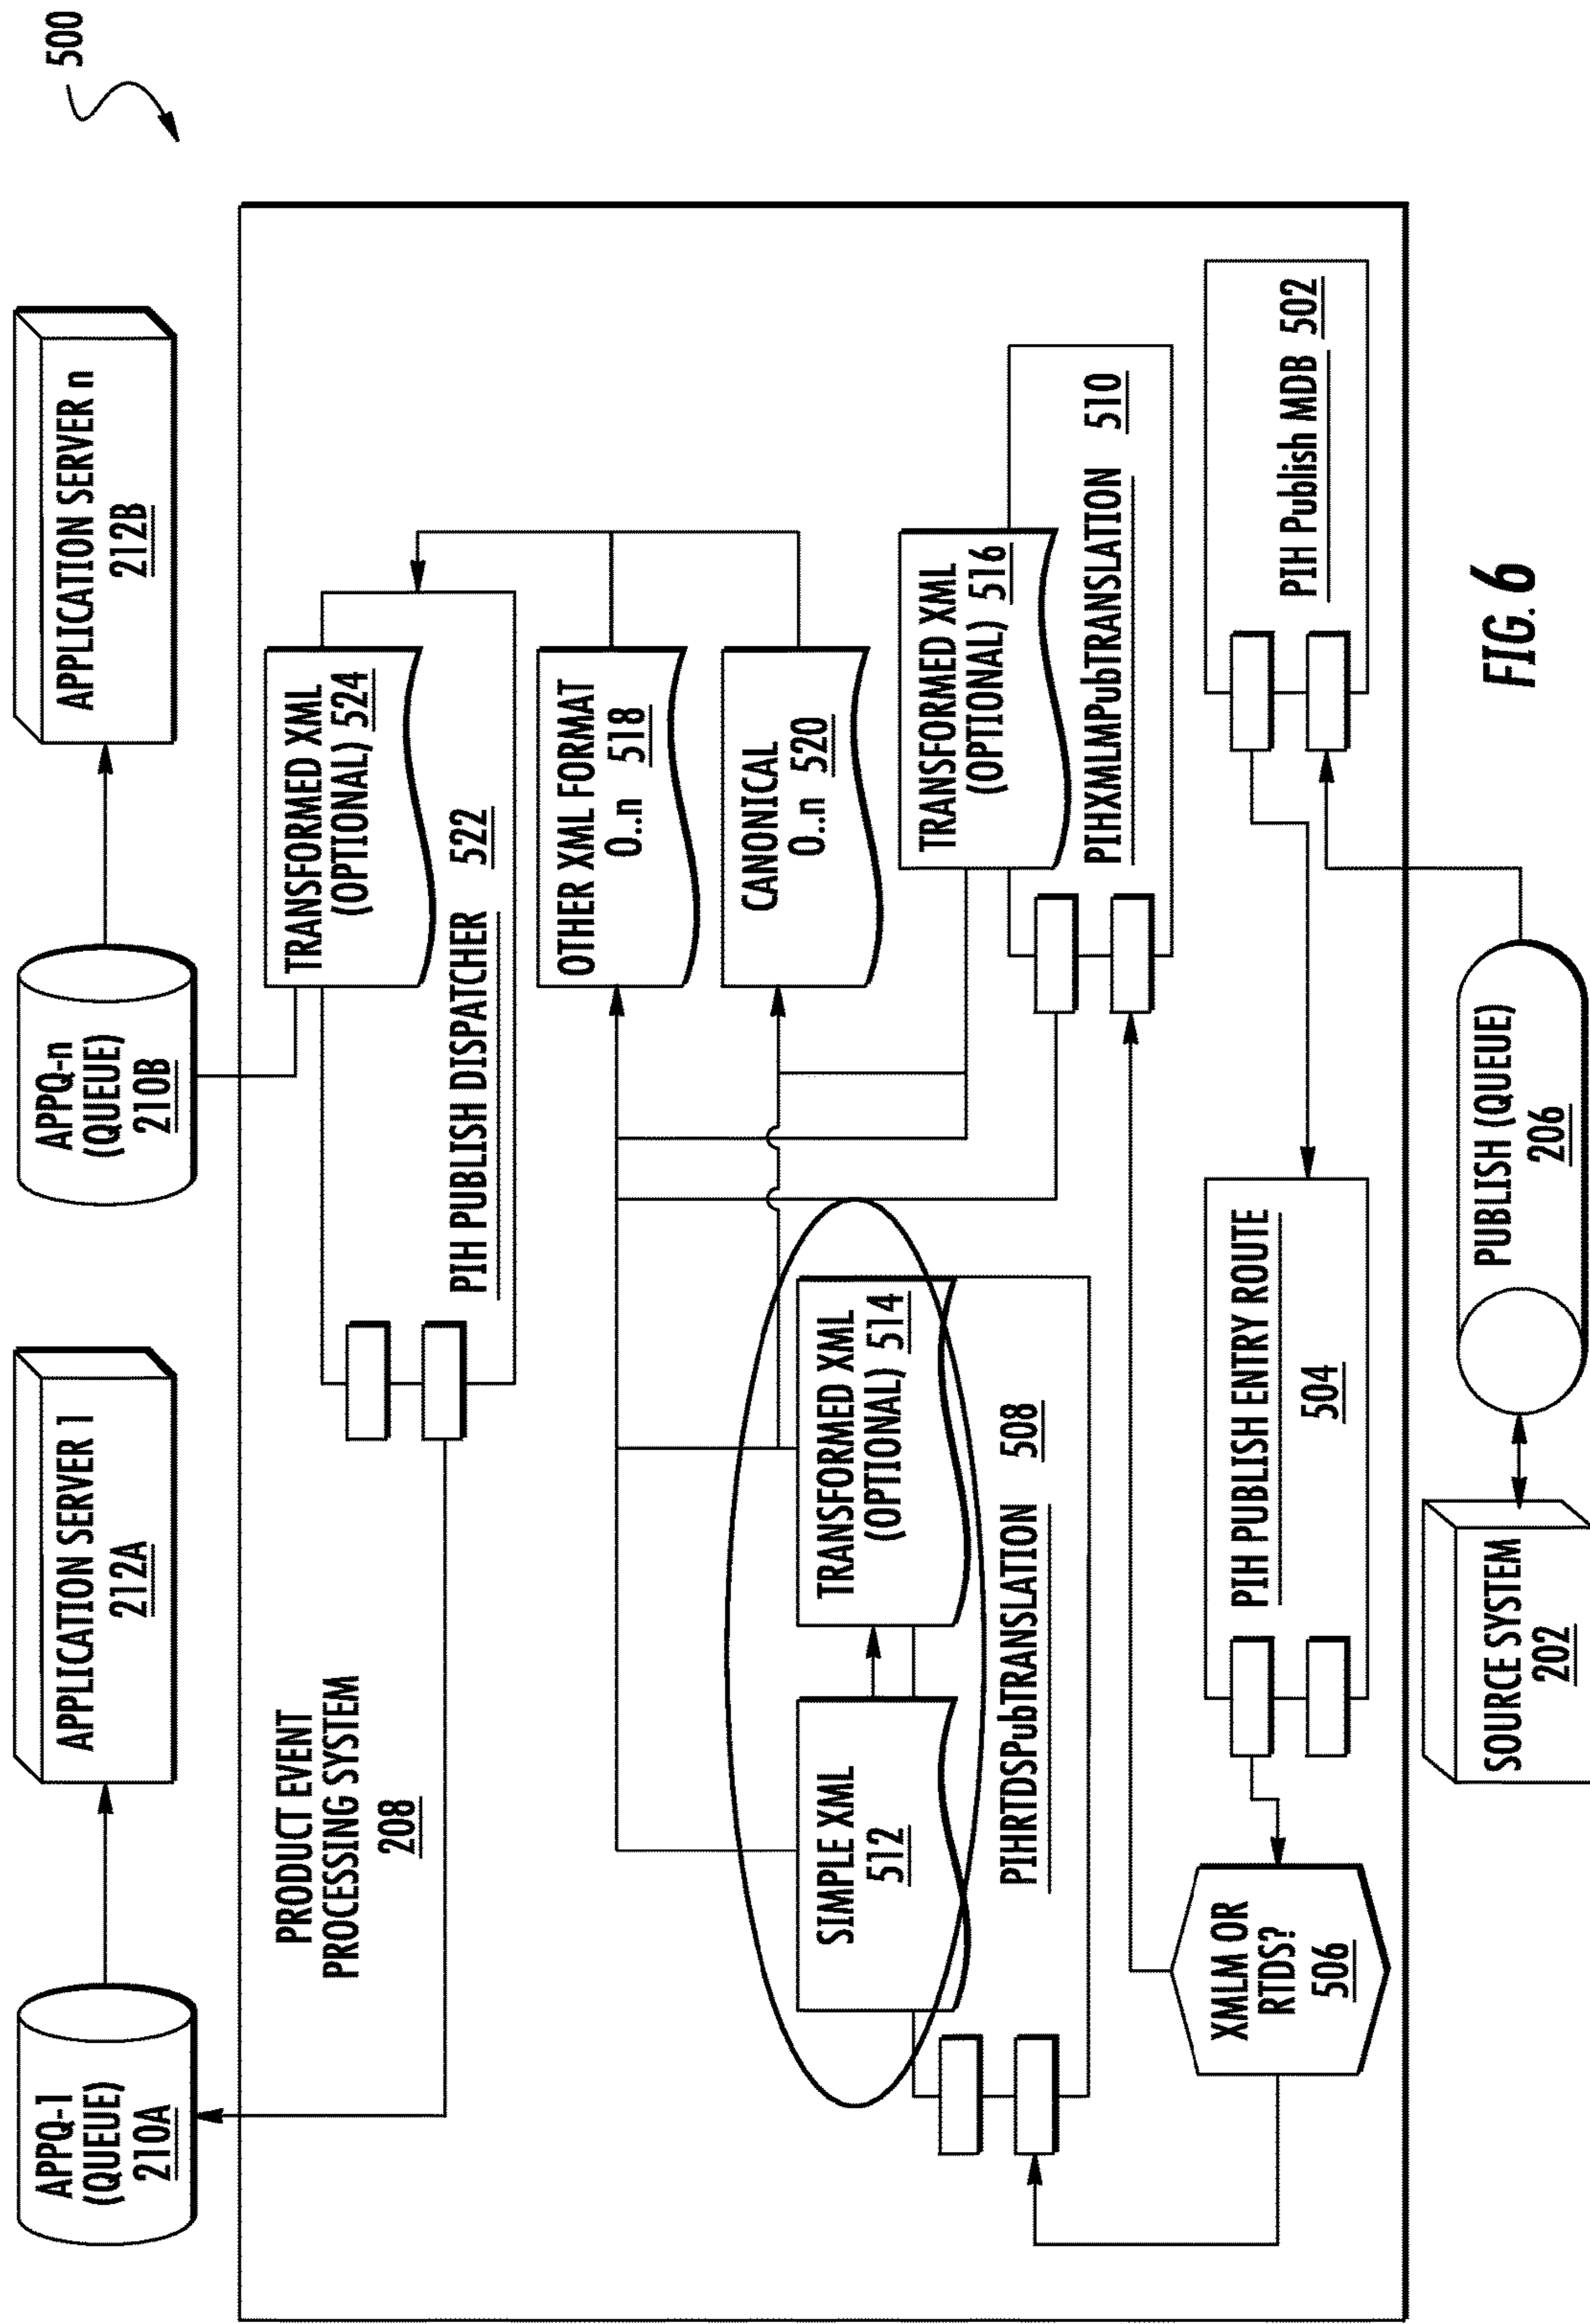 500
APPQ-1
(QUEUE)
210A
APPLICATION SERVER 1
212A
APPQ-n
(QUEUE)
210B
APPLICATION SERVER n
212B
PRODUCT EVENT
PROCESSING SYSTEM
208
TRANSFORMED XML
(OPTIONAL) 524
PIH PUBLISH DISPATCHER 522
OTHER XML FORMAT
0..n 518
CANONICAL
0..n 520
SIMPLE XML
512
TRANSFORMED XML
(OPTIONAL) 514
PIHRTDSPubTRANSLATION 508
TRANSFORMED XML
(OPTIONAL) 516
PIHXMLMPubTRANSLATION 510
XMLM OR
RTDS?
506
PIH PUBLISH ENTRY ROUTE
504
PIH Publish MDB 502
SOURCE SYSTEM
202
PUBLISH (QUEUE)
206
FIG. 6